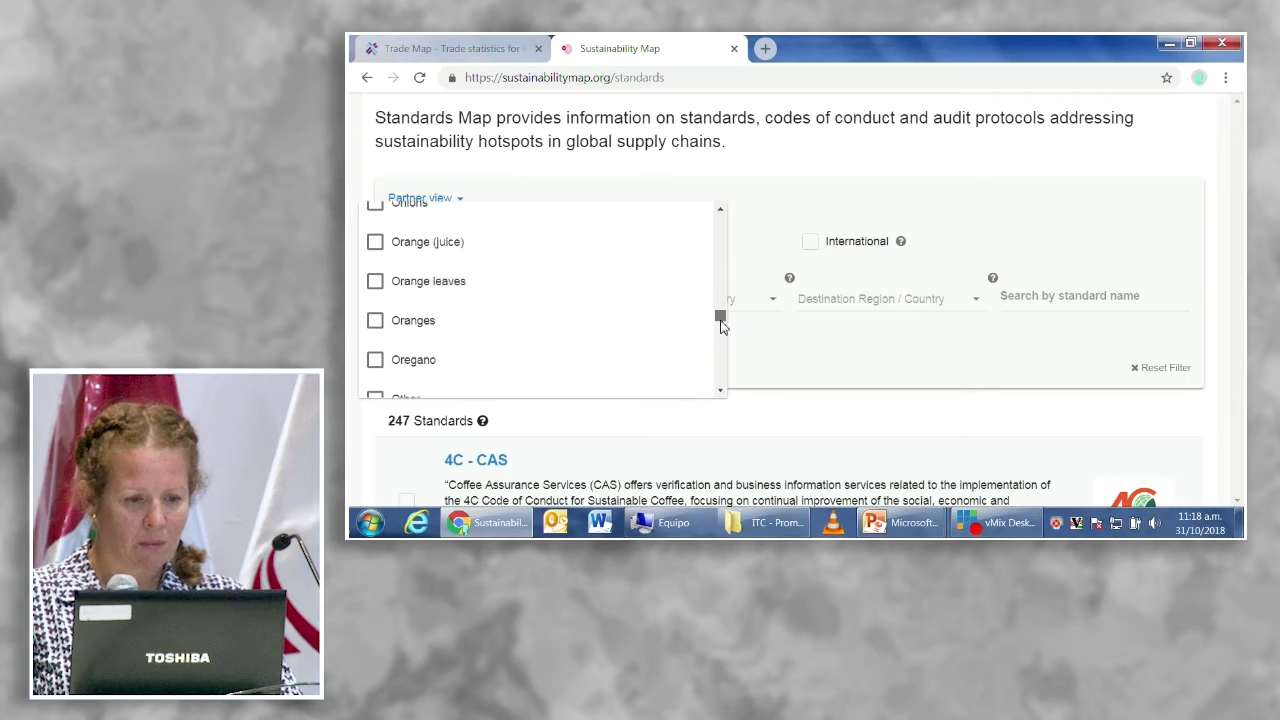 Trade Map - Trade statistics for
Sustainability Map
https://sustainabilitymap.org/standards
Standards Map provides information on standards, codes of conduct and audit protocols addressing
sustainability hotspots in global supply chains.
Partner view
Onions
Orange (juice)
Orange leaves
Oranges
Oregano
Other
International
ry
Destination Region / Country
Search by standard name
Reset Filter
247 Standards
4C - CAS
“Coffee Assurance Services (CAS) offers verification and business information services related to the implementation of
the 4C Code of Conduct for Sustainable Coffee, focusing on continual improvement of the social, economic and
4C
Sustainabil...
Equipo
ITC - Prom...
Microsoft...
vMix Desk...
11:18 a.m.
31/10/2018
TOSHIBA